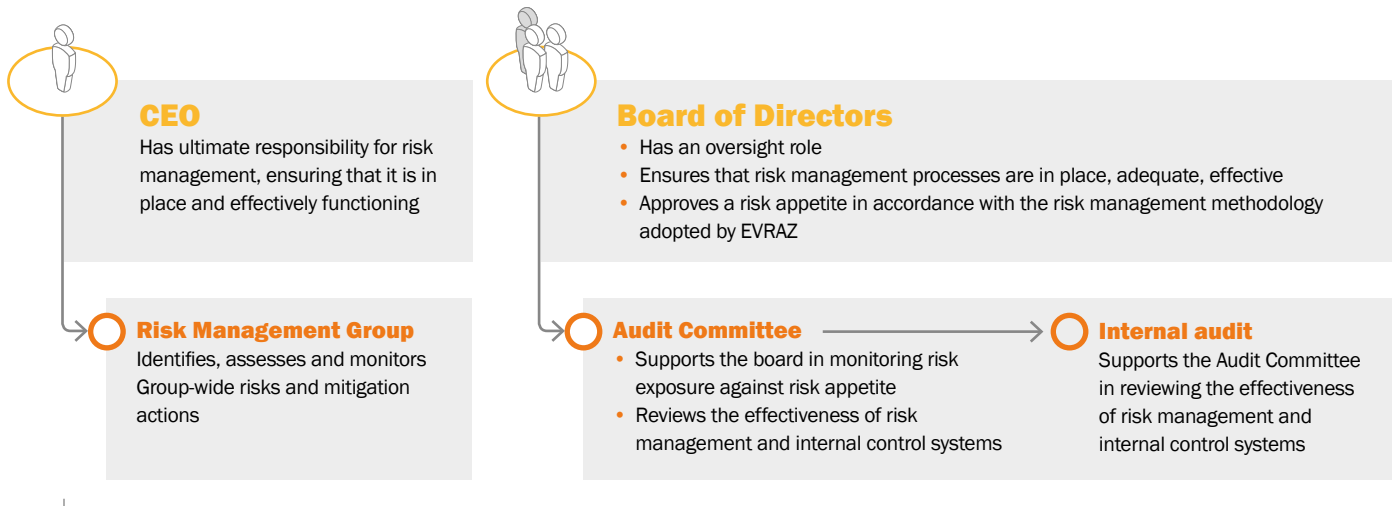 CEO
Has ultimate responsibility for risk
management, ensuring that it is in
place and effectively functioning
Board of Directors
• Has an oversight role
• Ensures that risk management processes are in place, adequate, effective
• Approves a risk appetite in accordance with the risk management methodology
adopted by EVRAZ
Risk Management Group
Identifies, assesses and monitors
Group-wide risks and mitigation
actions
Audit Committee
• Supports the board in monitoring risk
exposure against risk appetite
• Reviews the effectiveness of risk
management and internal control systems
Internal audit
Supports the Audit Committee
in reviewing the effectiveness
of risk management and
internal control systems